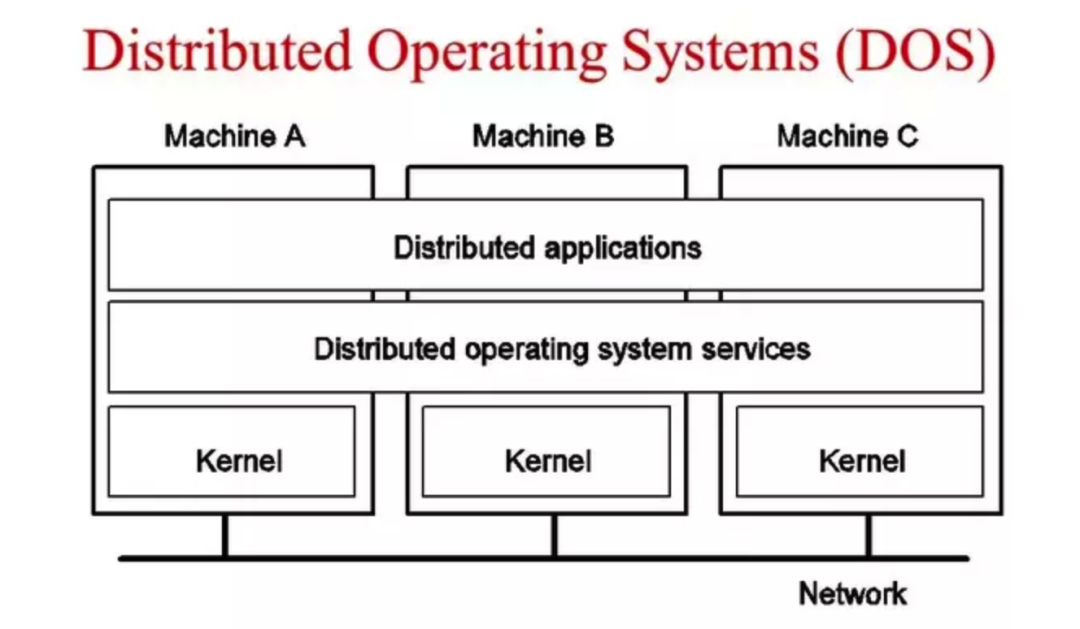 Distributed Operating Systems (DOS)
Machine A Machine B Machine C
Distributed applications
Distributed operating system services
Kernel Kernel Kernel
Network